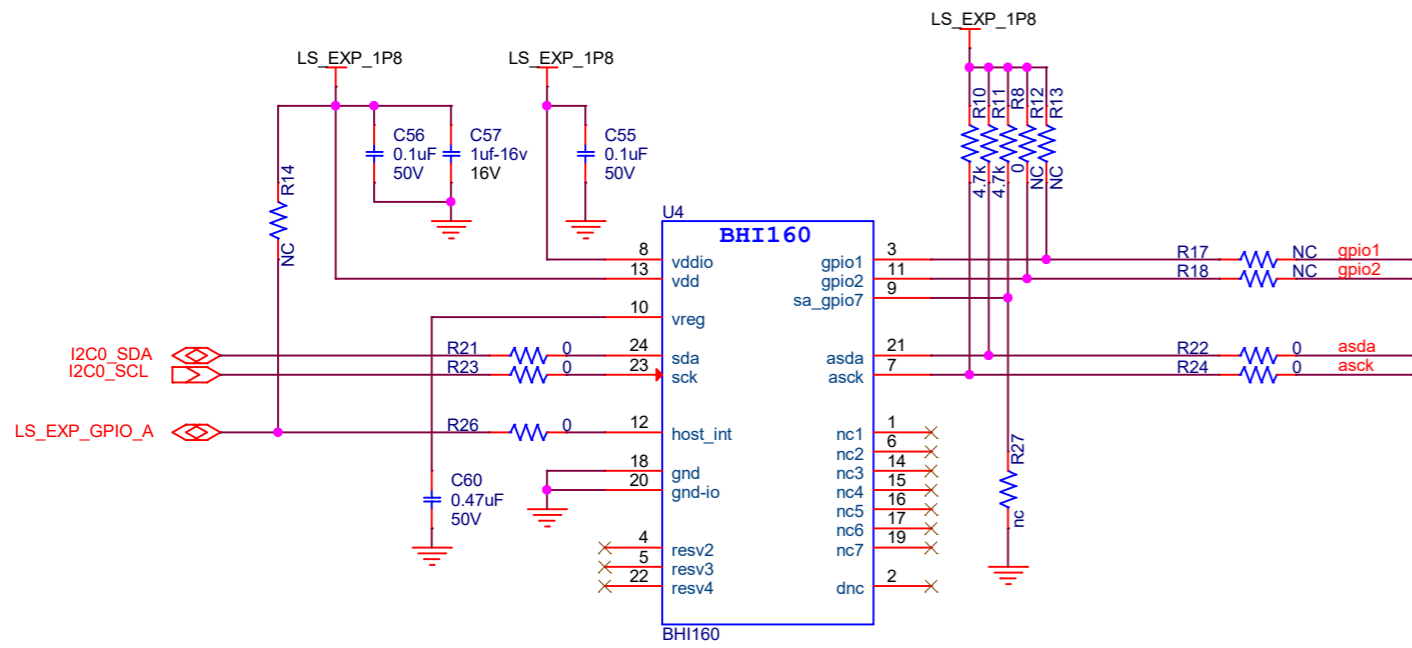 LS_EXP_1P8
LS_EXP_1P8
LS_EXP_1P8
R10
R11
R8
R12
R13
4.7k
4.7k
0
NC
NC
R14
NC
C56
0.1uF
50V
C57
1uf-16v
16V
C55
0.1uF
50V
U4
BHI160
8 vddio
13 vdd
10 vreg
I2C0_SDA R21 0 24 sda
I2C0_SCL R23 0 23 sck
LS_EXP_GPIO_A R26 0 12 host_int
18 gnd
20 gnd-io
C60
0.47uF
50V
4 resv2
5 resv3
22 resv4
gpio1 3 R17 NC gpio1
gpio2 11 R18 NC gpio2
sa_gpio7 9
asda 21 R22 0 asda
asck 7 R24 0 asck
nc1 1
nc2 6
nc3 14
nc4 15
nc5 16
nc6 17
nc7 19
dnc 2
R27
nc
BHI160